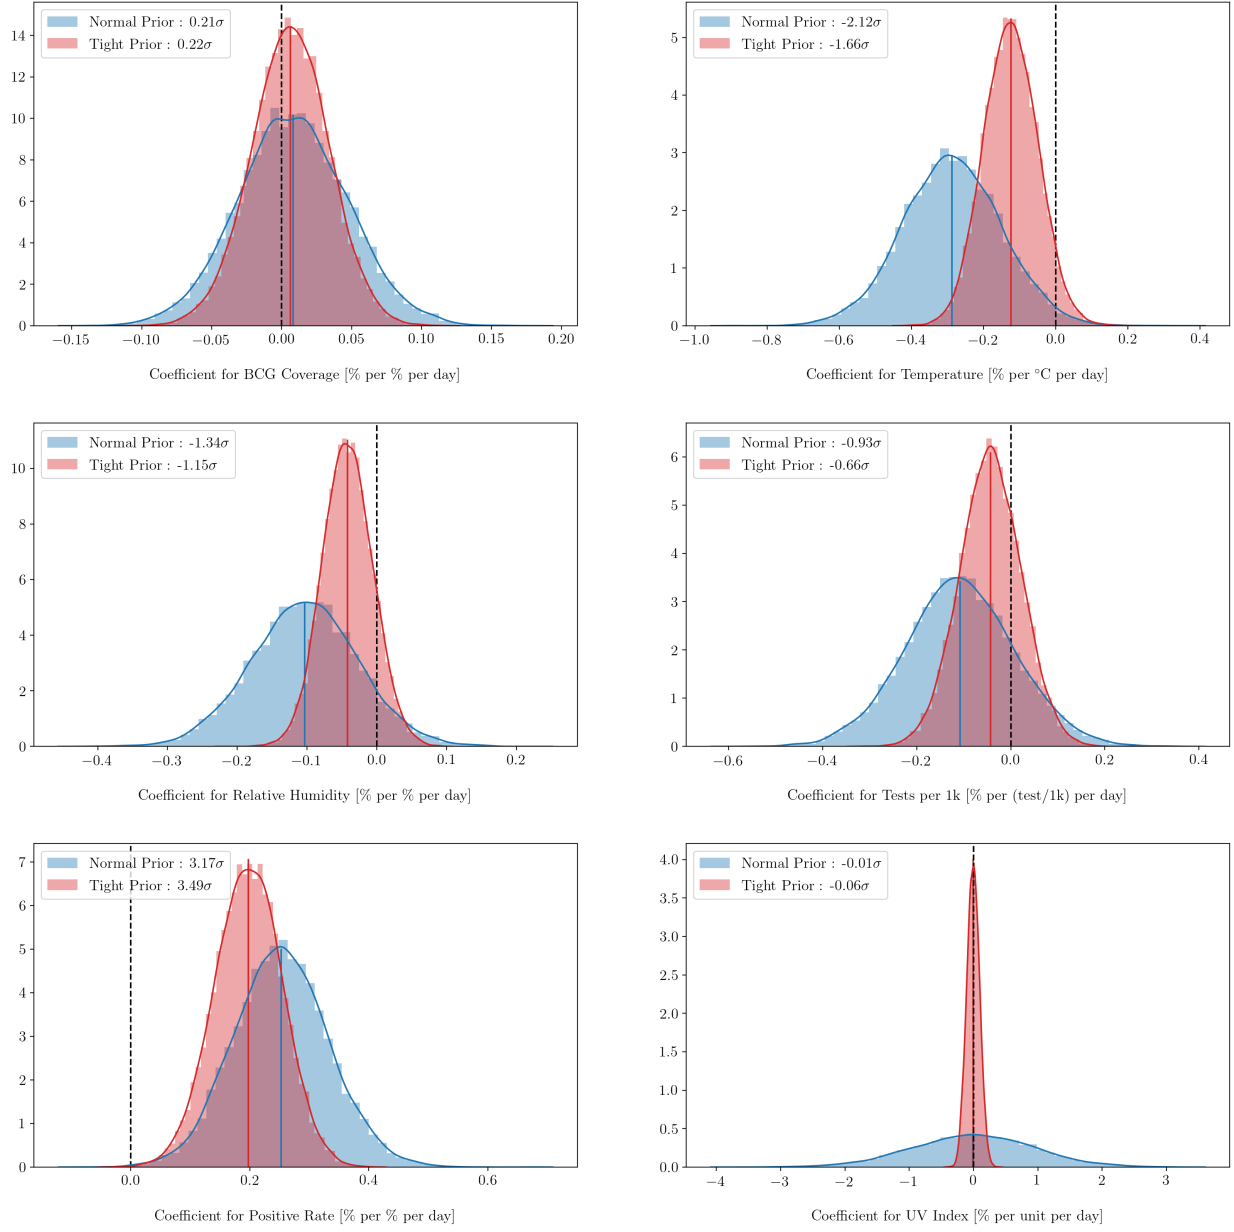 Normal Prior : 0.21σ
Tight Prior : 0.22σ
14
12
10
8
6
4
2
0
−0.15 −0.10 −0.05 0.00 0.05 0.10 0.15 0.20
Coefficient for BCG Coverage [% per % per day]
Normal Prior : -2.12σ
Tight Prior : -1.66σ
5
4
3
2
1
0
−1.0 −0.8 −0.6 −0.4 −0.2 0.0 0.2 0.4
Coefficient for Temperature [% per °C per day]
Normal Prior : -1.34σ
Tight Prior : -1.15σ
10
8
6
4
2
0
−0.4 −0.3 −0.2 −0.1 0.0 0.1 0.2
Coefficient for Relative Humidity [% per % per day]
Normal Prior : -0.93σ
Tight Prior : -0.66σ
6
5
4
3
2
1
0
−0.6 −0.4 −0.2 0.0 0.2 0.4
Coefficient for Tests per 1k [% per (test/1k) per day]
Normal Prior : 3.17σ
Tight Prior : 3.49σ
7
6
5
4
3
2
1
0
0.0 0.2 0.4 0.6
Coefficient for Positive Rate [% per % per day]
Normal Prior : -0.01σ
Tight Prior : -0.06σ
4.0
3.5
3.0
2.5
2.0
1.5
1.0
0.5
0.0
−4 −3 −2 −1 0 1 2 3
Coefficient for UV Index [% per unit per day]